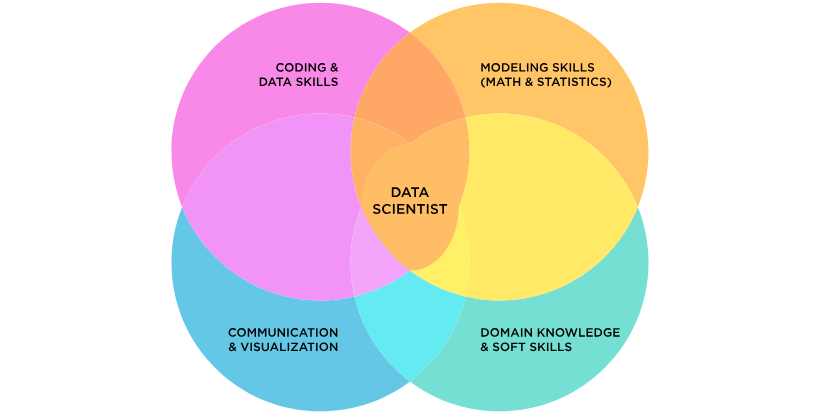 CODING &
DATA SKILLS
MODELING SKILLS
(MATH & STATISTICS)
DATA
SCIENTIST
COMMUNICATION
& VISUALIZATION
DOMAIN KNOWLEDGE
& SOFT SKILLS